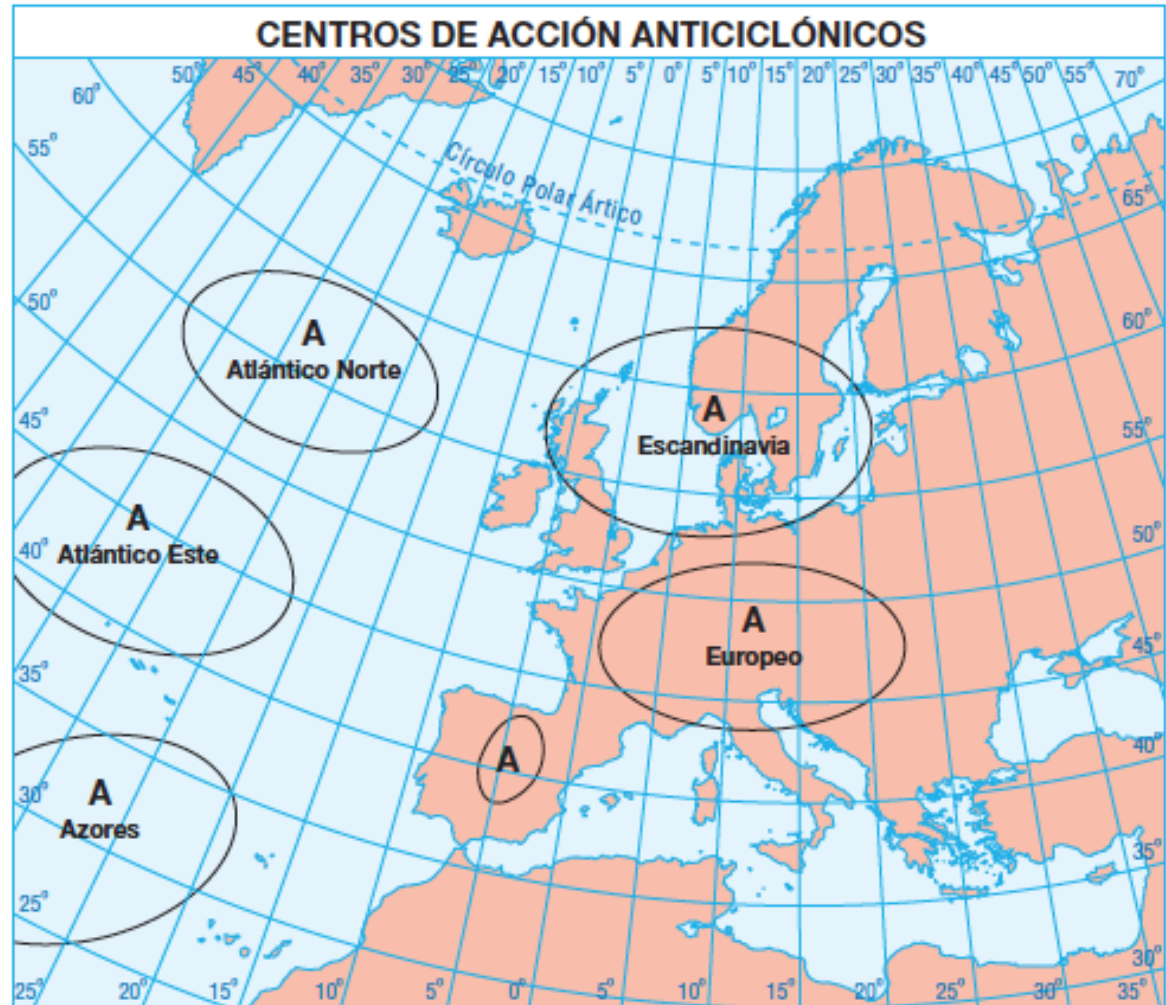 CENTROS DE ACCIÓN ANTICICLÓNICOS
50° 45° 40° 35° 30° 25° 20° 15° 10° 5° 0° 5° 10° 15° 20° 25° 30° 35° 40° 45° 50° 55° 70°
60°
55°
65°
Círculo Polar Ártico
50°
60°
A
Atlántico Norte
45°
A
Escandinavia
55°
A
Atlántico Este
50°
40°
A
Europeo
45°
35°
40°
A
30°
A
Azores
35°
25°
25° 20° 15° 10° 5° 0° 5° 10° 15° 20° 25° 30° 35°